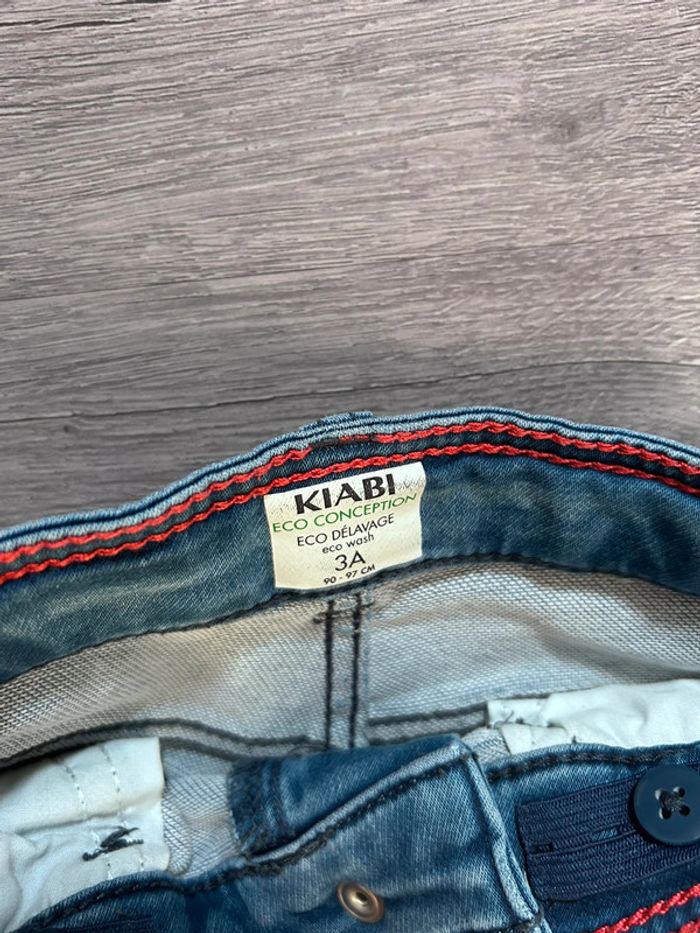 KIABI
ECO CONCEPTION
ECO DÉLAVAGE
eco wash
3A
90 - 97 CM